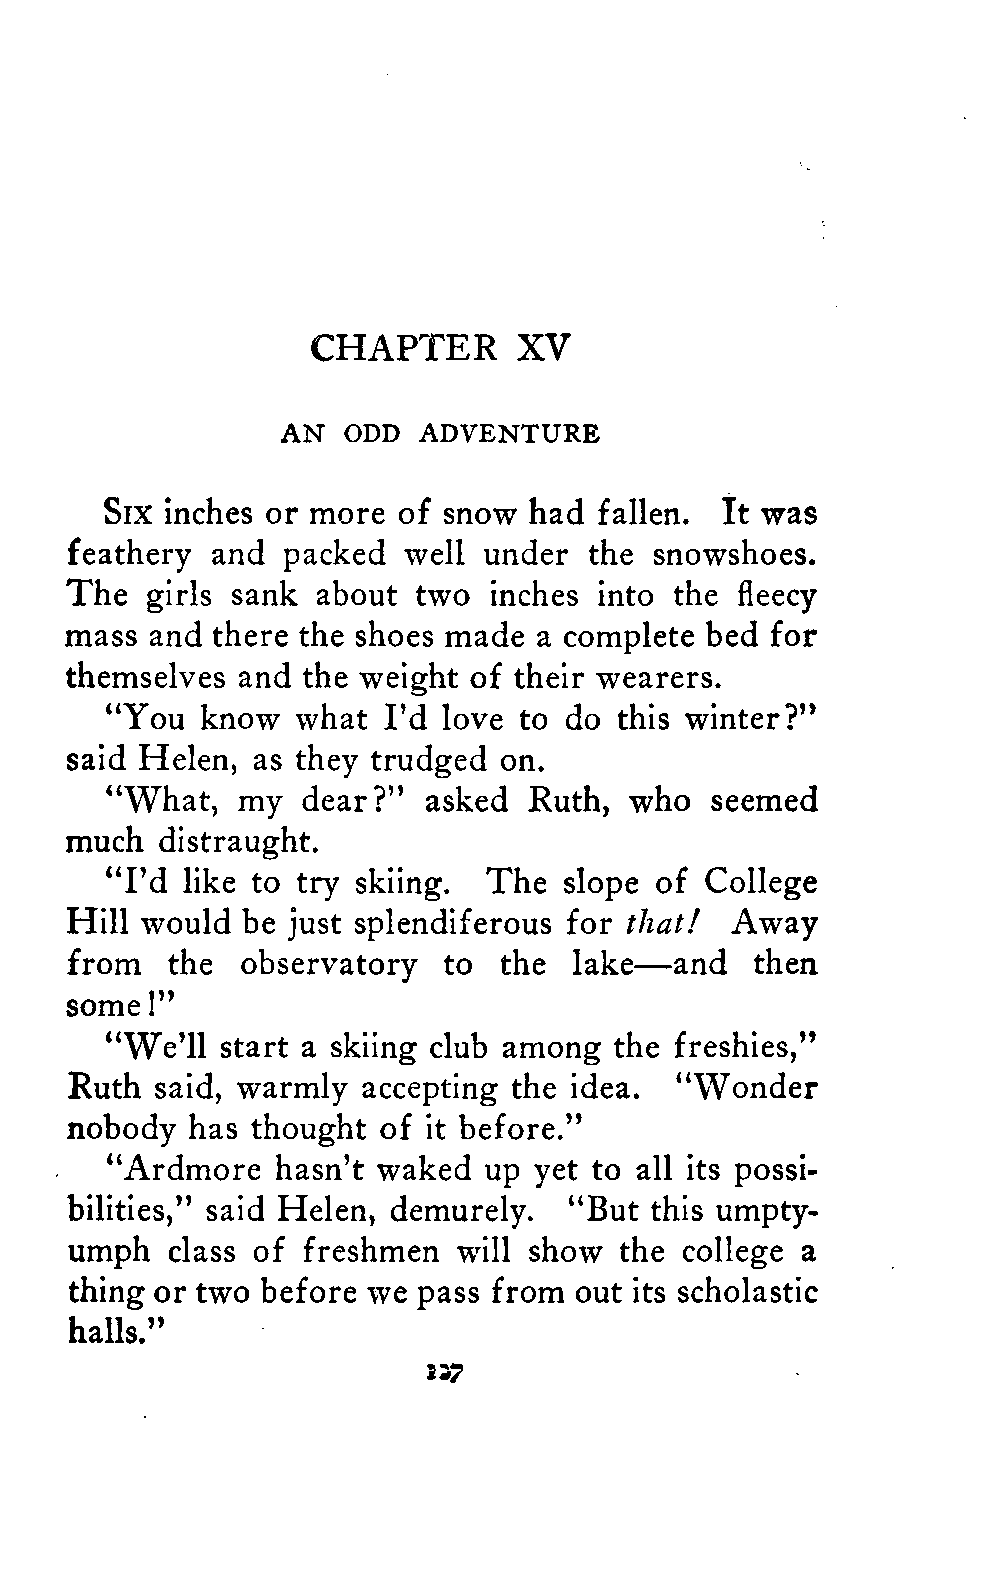 CHAPTER XV
AN ODD ADVENTURE
Six inches or more of snow had fallen. It was
feathery and packed well under the snowshoes.
The girls sank about two inches into the fleecy
mass and there the shoes made a complete bed for
themselves and the weight of their wearers.
"You know what I'd love to do this winter?"
said Helen, as they trudged on.
"What, my dear?" asked Ruth, who seemed
much distraught.
"I'd like to try skiing. The slope of College
Hill would be just splendiferous for that! Away
from the observatory to the lake—and then
some!"
"We'll start a skiing club among the freshies,"
Ruth said, warmly accepting the idea. "Wonder
nobody has thought of it before."
"Ardmore hasn't waked up yet to all its possi-
bilities," said Helen, demurely. "But this umpty-
umph class of freshmen will show the college a
thing or two before we pass from out its scholastic
halls."
127